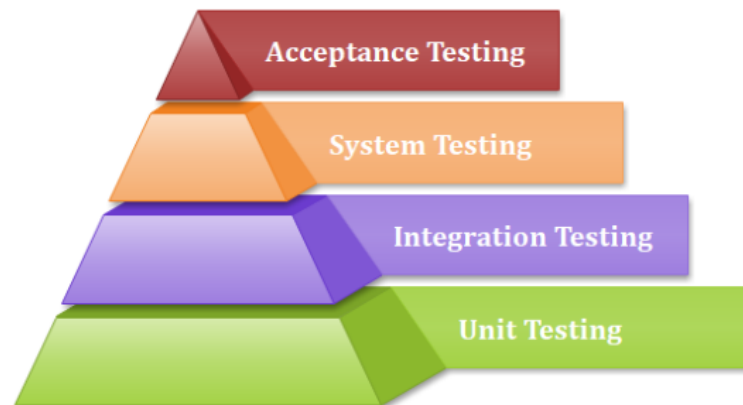 Acceptance Testing
System Testing
Integration Testing
Unit Testing